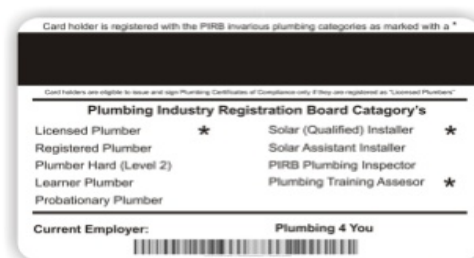 Card holder is registered with the PIRB invarious plumbing categories as marked with a *
Card holders are eligible to issue and sign Plumbing Certificates of Compliance only if they are registered as "Licensed Plumbers"
Plumbing Industry Registration Board Catagory's
Licensed Plumber * Solar (Qualified) Installer *
Registered Plumber Solar Assistant Installer
Plumber Hard (Level 2) PIRB Plumbing Inspector
Learner Plumber Plumbing Training Assesor *
Probationary Plumber
Current Employer: Plumbing 4 You